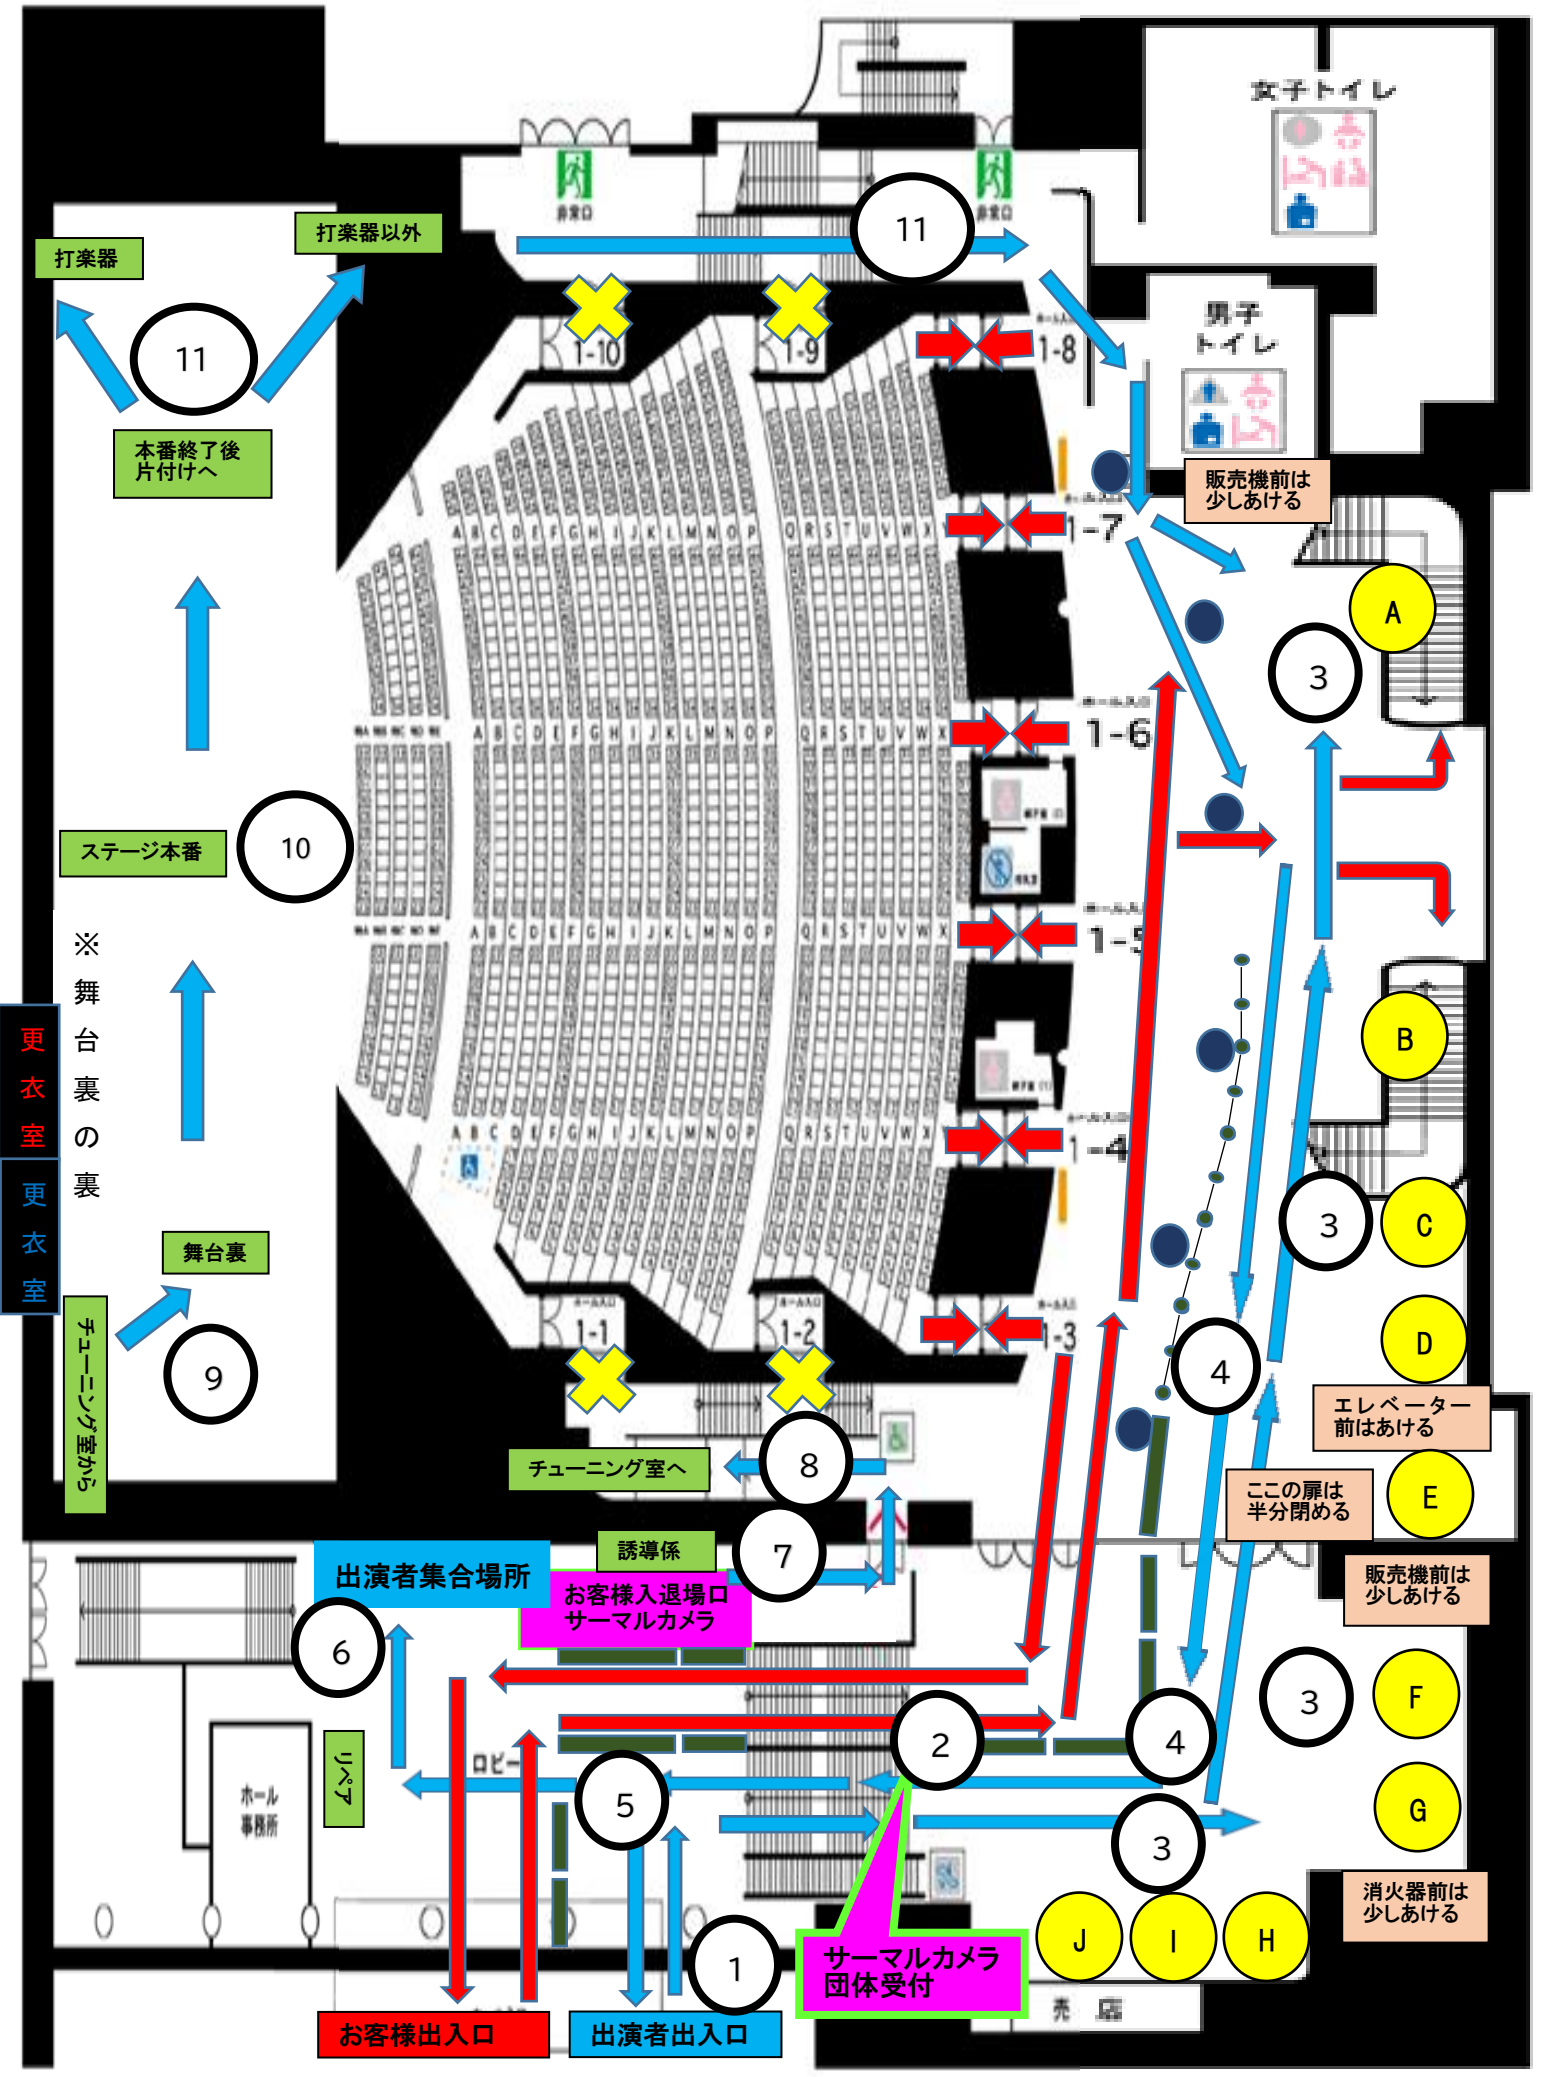 女子トイレ
打楽器
打楽器以外
非常口
非常口
11
11
男子
トイレ
1-10
1-9
1-8
本番終了後
片付けへ
販売機前は
少しあける
A B C D E F G H I J K L M N O P
Q R S T U V W X
1-7
A
3
1-6
A B C D E F G H I J K L M N O P
Q R S T U V W X
ステージ本番
10
A B C D E F G H I J K L M N O P
Q R S T U V W X
1-5
※舞台裏の裏
更衣室
更衣室
B
A B C D E F G H I J K L M N O P
Q R S T U V W X
1-4
舞台裏
3
C
チューニング室から
9
1-1
1-2
1-3
4
D
エレベーター
前はあける
チューニング室へ
8
ここの扉は
半分閉める
E
誘導係
7
出演者集合場所
お客様入退場口
サーマルカメラ
販売機前は
少しあける
6
3
F
2
4
リペア
ロビー
ホール
事務所
5
3
G
消火器前は
少しあける
J
I
H
1
サーマルカメラ
団体受付
売 店
お客様出入口
出演者出入口